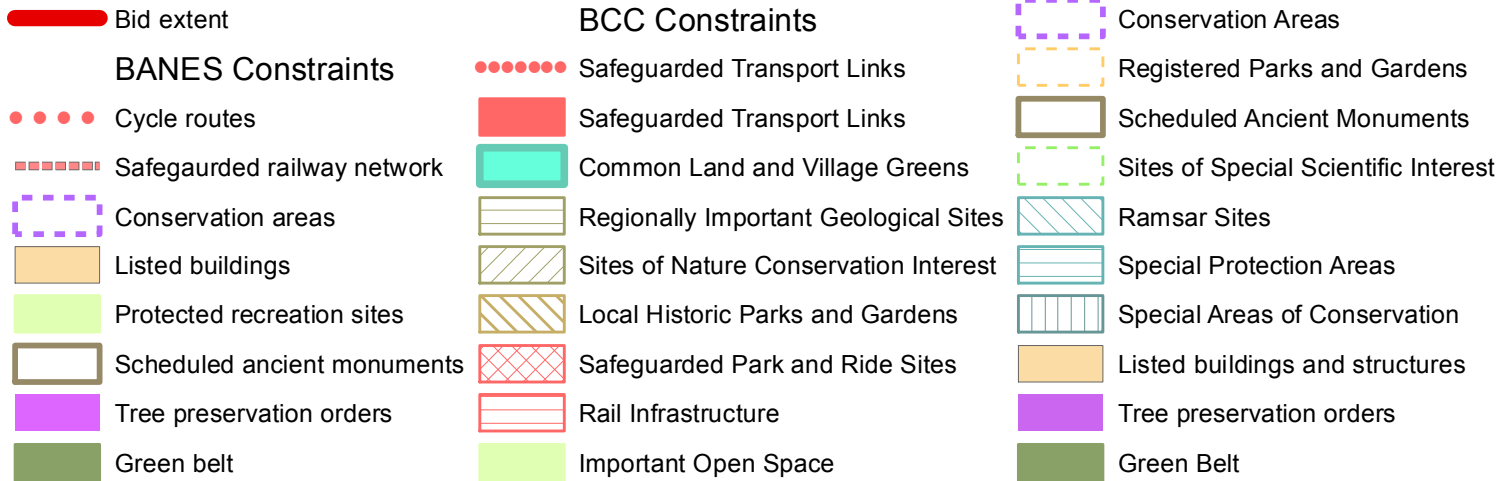 Bid extent
BANES Constraints
Cycle routes
Safegaurded railway network
Conservation areas
Listed buildings
Protected recreation sites
Scheduled ancient monuments
Tree preservation orders
Green belt
BCC Constraints
Safeguarded Transport Links
Safeguarded Transport Links
Common Land and Village Greens
Regionally Important Geological Sites
Sites of Nature Conservation Interest
Local Historic Parks and Gardens
Safeguarded Park and Ride Sites
Rail Infrastructure
Important Open Space
Conservation Areas
Registered Parks and Gardens
Scheduled Ancient Monuments
Sites of Special Scientific Interest
Ramsar Sites
Special Protection Areas
Special Areas of Conservation
Listed buildings and structures
Tree preservation orders
Green Belt